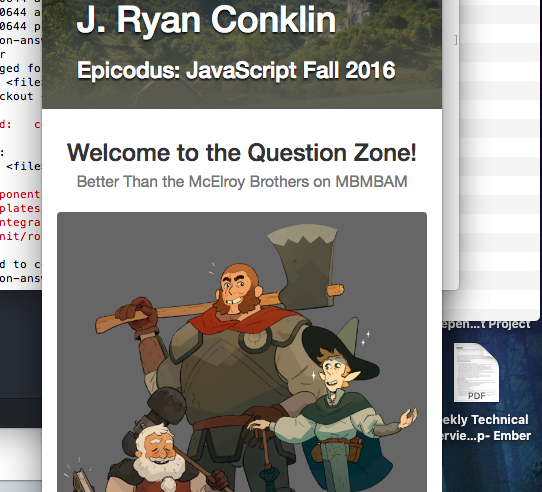 0644 a
0644 p
on-answ
r
ged fo
<file
ckout
J. Ryan Conklin
Epicodus: JavaScript Fall 2016
d: c
:
<file
ponent
plates
ntegra
nit/ro
d to c
on-ans
Welcome to the Question Zone!
Better Than the McElroy Brothers on MBMBAM
epen...t Project
PDF
ekly Technical
ervie...p- Ember